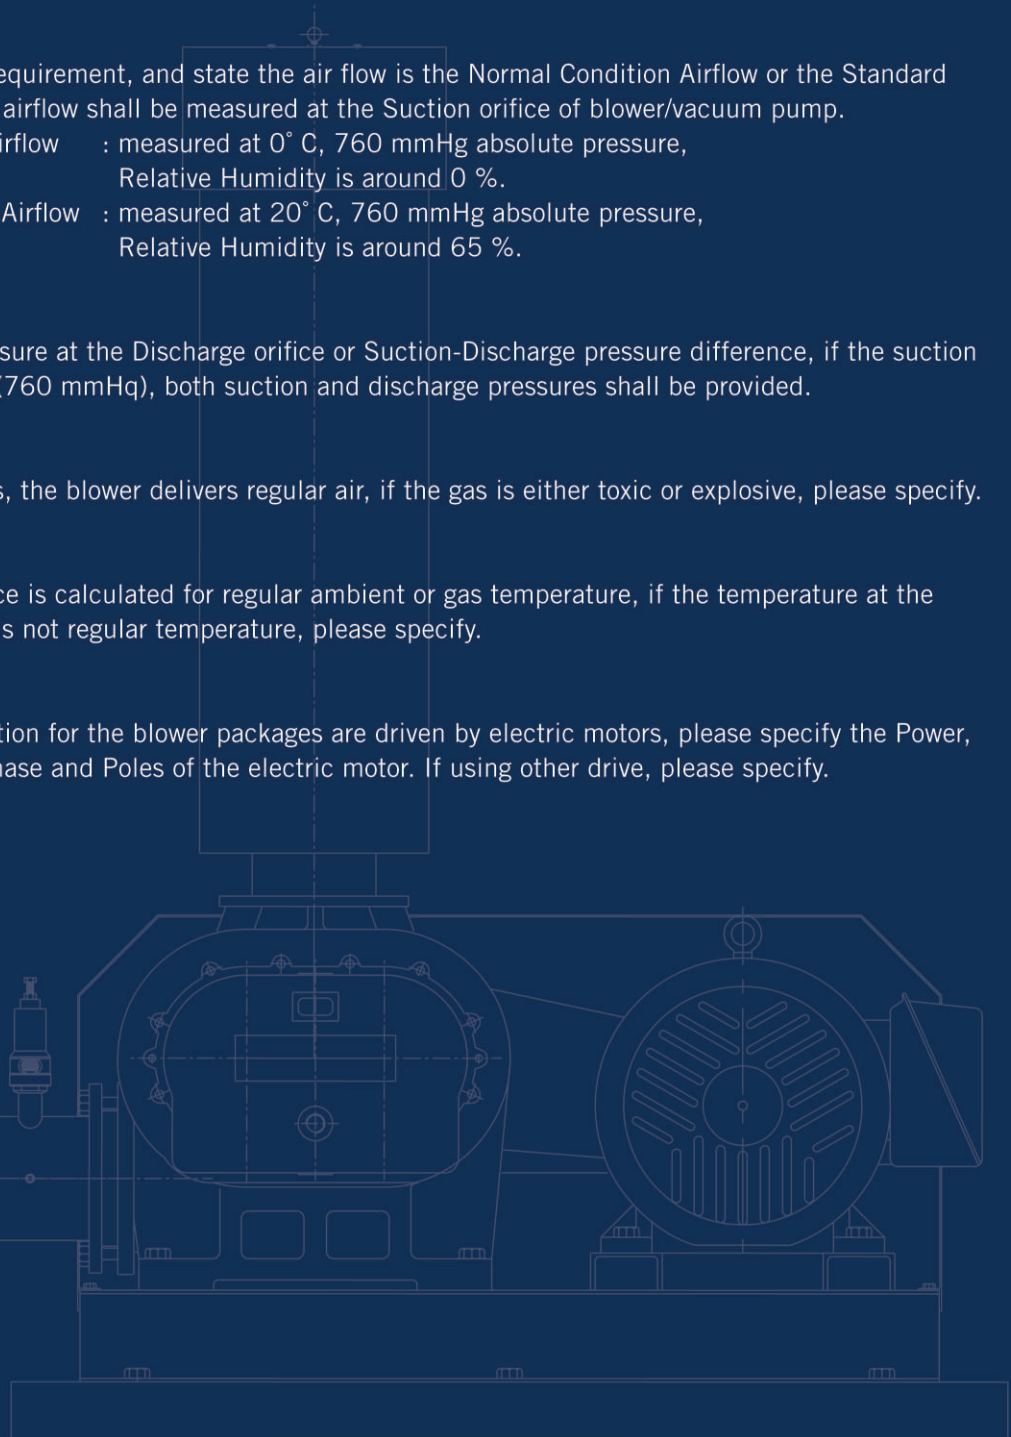 equirement, and state the air flow is the Normal Condition Airflow or the Standard
airflow shall be measured at the Suction orifice of blower/vacuum pump.
irflow : measured at 0° C, 760 mmHg absolute pressure,
Relative Humidity is around 0 %.
Airflow : measured at 20° C, 760 mmHg absolute pressure,
Relative Humidity is around 65 %.
sure at the Discharge orifice or Suction-Discharge pressure difference, if the suction
(760 mmHq), both suction and discharge pressures shall be provided.
s, the blower delivers regular air, if the gas is either toxic or explosive, please specify.
ce is calculated for regular ambient or gas temperature, if the temperature at the
s not regular temperature, please specify.
tion for the blower packages are driven by electric motors, please specify the Power,
hase and Poles of the electric motor. If using other drive, please specify.